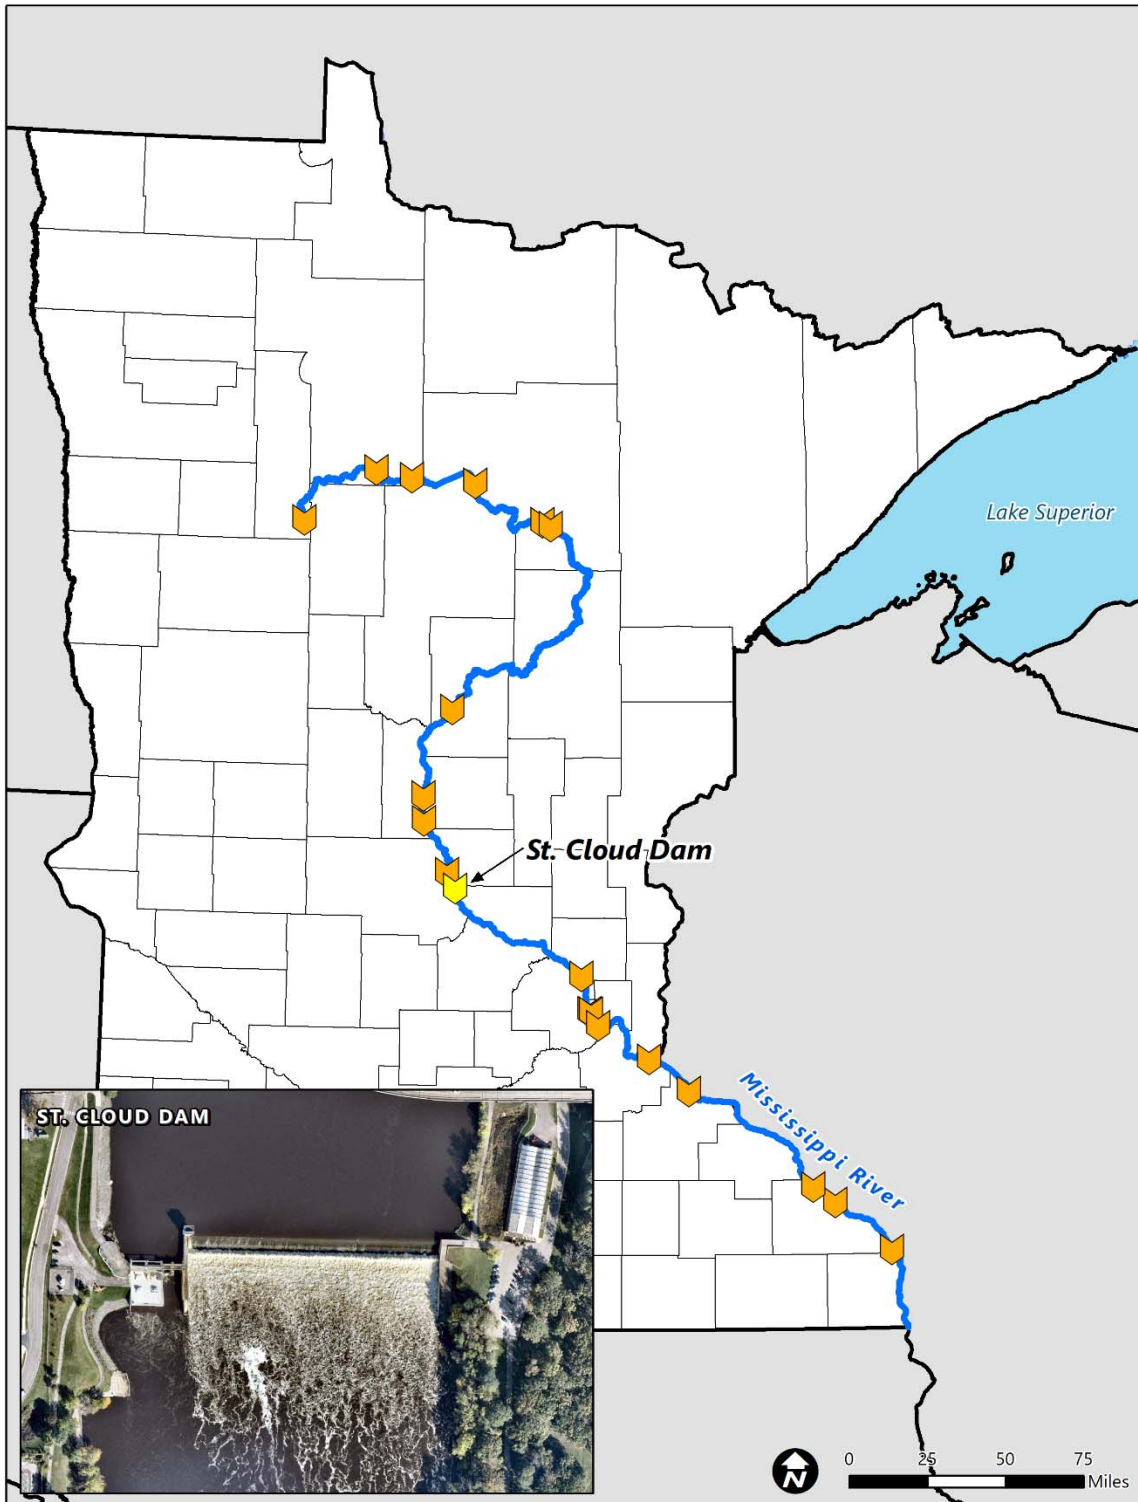 Lake Superior
St. Cloud Dam
Mississippi River
ST. CLOUD DAM
N
0 25 50 75
Miles